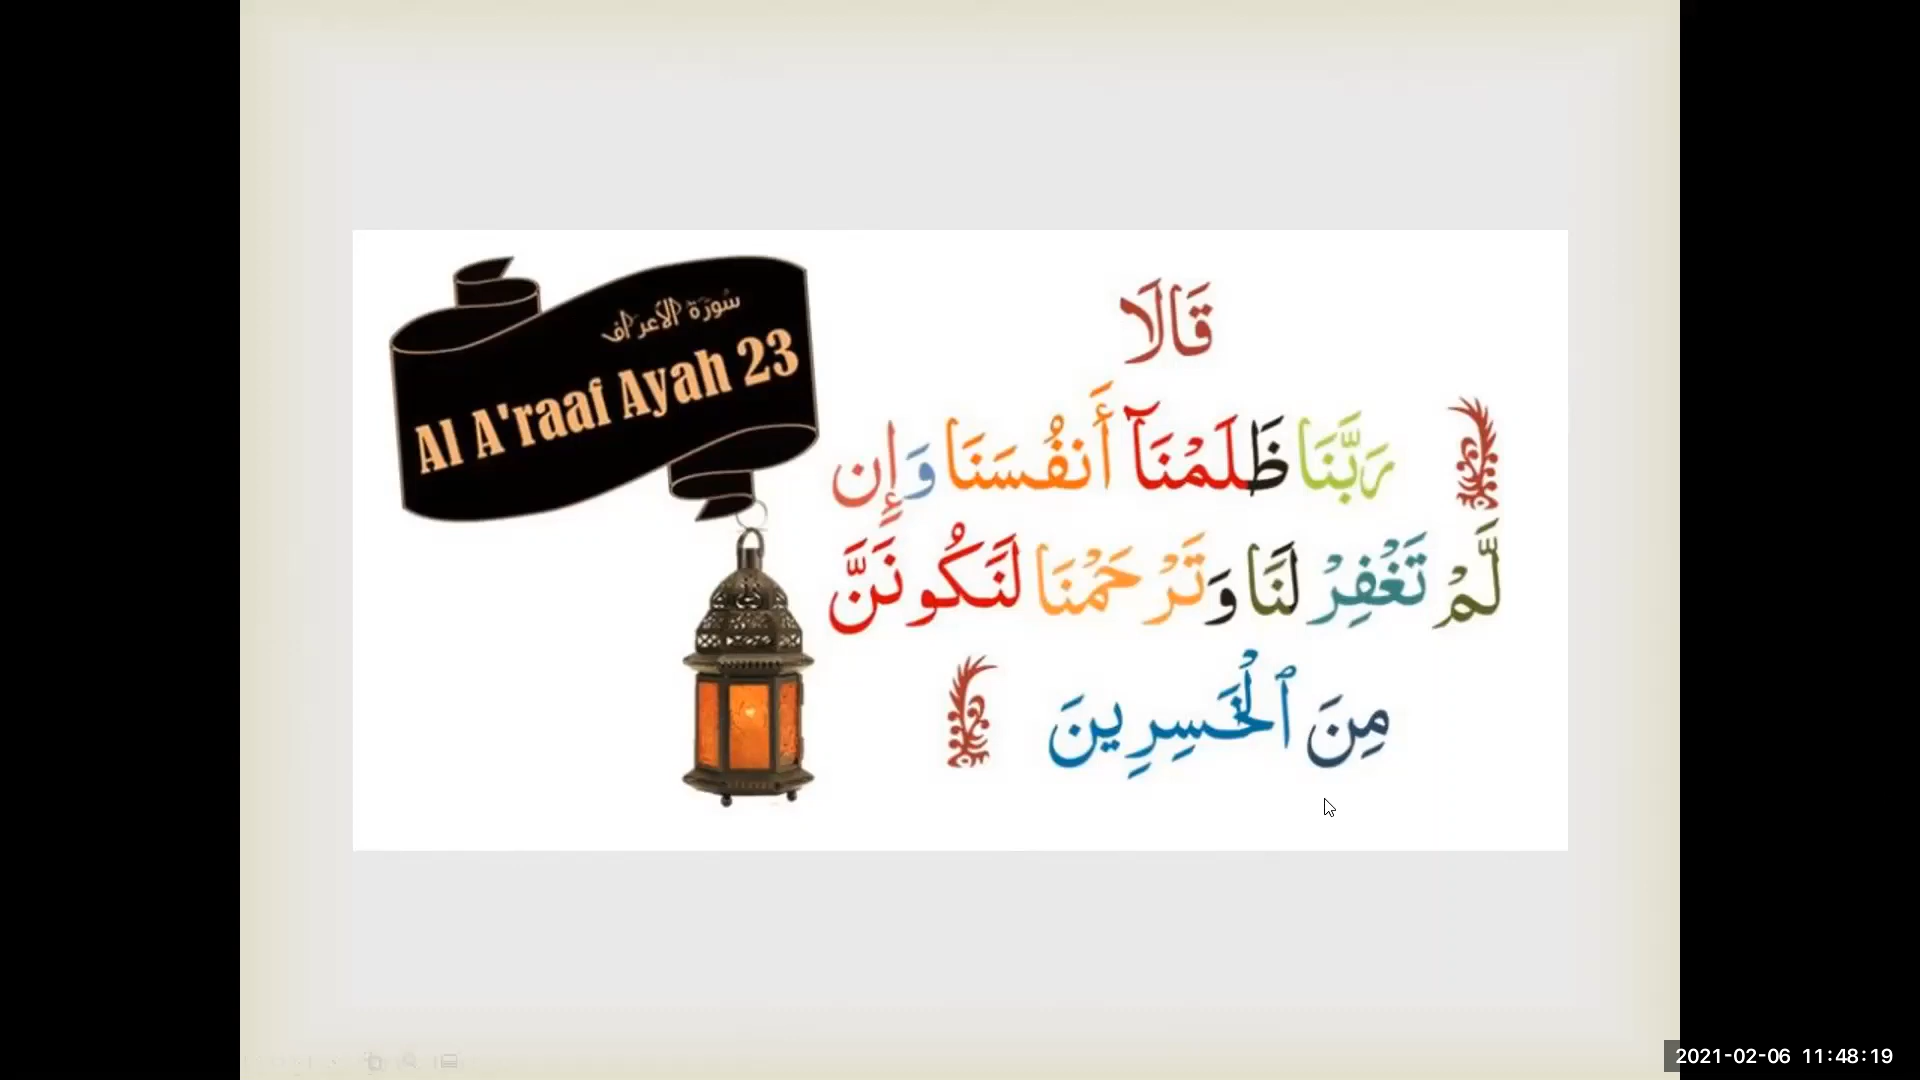 سُورَة الأعراف
Al A'raaf Ayah 23
قَالَا
رَبَّنَا ظَلَمْنَآ أَنفُسَنَا وَإِن
لَّمْ تَغْفِرْ لَنَا وَتَرْحَمْنَا لَنَكُونَنَّ
مِنَ ٱلْخَٰسِرِينَ
2021-02-06 11:48:19